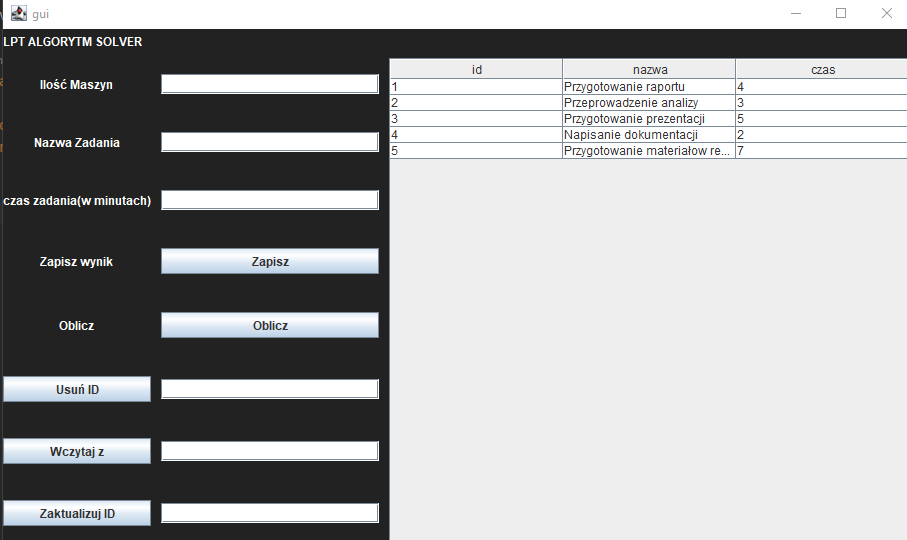 gui
LPT ALGORYTM SOLVER
Ilość Maszyn
Nazwa Zadania
czas zadania(w minutach)
Zapisz wynik Zapisz
Oblicz Oblicz
Usuń ID
Wczytaj z
Zaktualizuj ID
id nazwa czas
1 Przygotowanie raportu 4
2 Przeprowadzenie analizy 3
3 Przygotowanie prezentacji 5
4 Napisanie dokumentacji 2
5 Przygotowanie materiałow re... 7